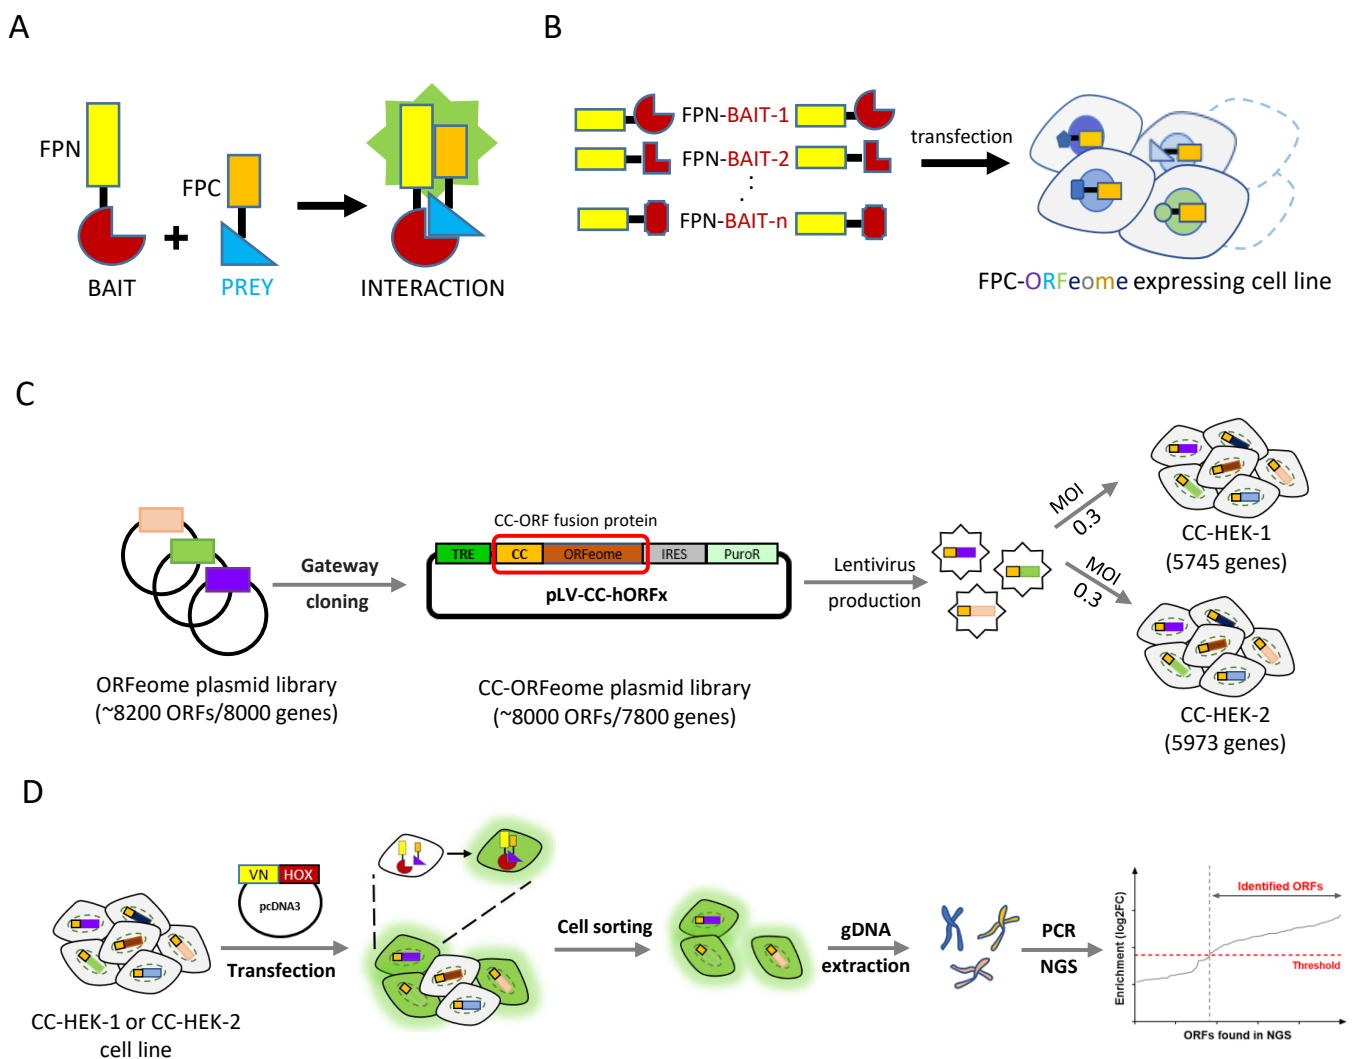 A
FPN
FPC
BAIT
PREY
INTERACTION
B
FPN-BAIT-1
FPN-BAIT-2
⋮
FPN-BAIT-n
transfection
FPC-ORFeome expressing cell line
C
ORFeome plasmid library
(~8200 ORFs/8000 genes)
Gateway
cloning
CC-ORF fusion protein
TRE CC ORFeome IRES PuroR
pLV-CC-hORFx
CC-ORFeome plasmid library
(~8000 ORFs/7800 genes)
Lentivirus
production
MOI
0.3
MOI
0.3
CC-HEK-1
(5745 genes)
CC-HEK-2
(5973 genes)
D
CC-HEK-1 or CC-HEK-2
cell line
VN HOX
pcDNA3
Transfection
Cell sorting
gDNA
extraction
PCR
NGS
Enrichment (log2FC)
Identified ORFs
Threshold
ORFs found in NGS